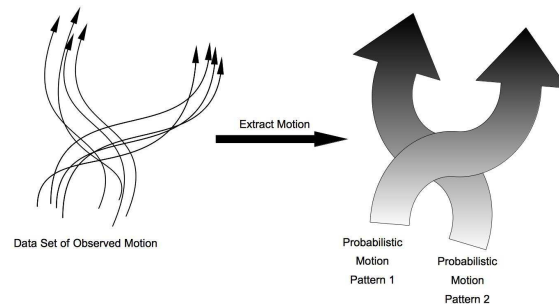 Extract Motion
Data Set of Observed Motion
Probabilistic
Motion
Pattern 1
Probabilistic
Motion
Pattern 2